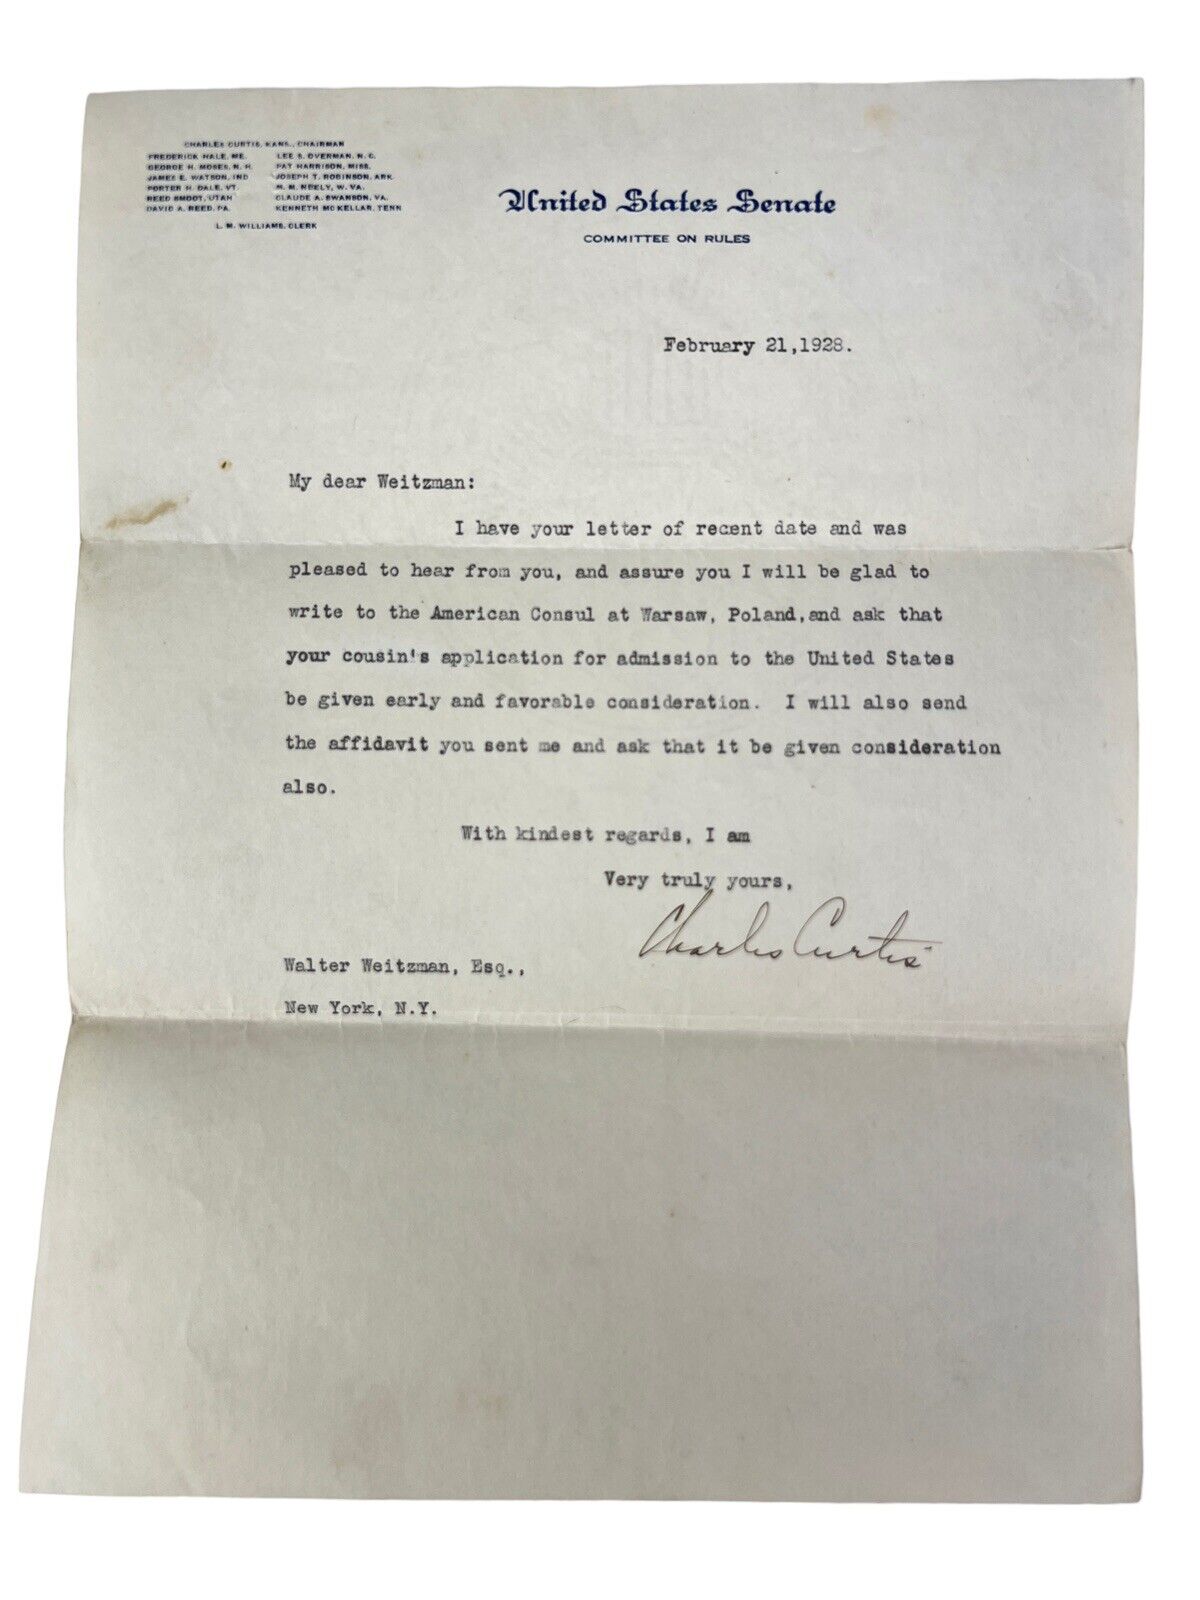 CHARLES CURTIS, KANS., CHAIRMAN
FREDERICK HALE, ME. LEE S. OVERMAN, N. C.
GEORGE H. MOSES, N. H. PAT HARRISON, MISS.
JAMES E. WATSON, IND JOSEPH T. ROBINSON, ARK.
PORTER H. DALE, VT. M. M. NEELY, W. VA.
REED SMOOT, UTAH CLAUDE A. SWANSON, VA.
DAVID A. REED, PA. KENNETH MCKELLAR, TENN
L. M. WILLIAMS, CLERK
United States Senate
COMMITTEE ON RULES
February 21,1928.
My dear Weitzman:
I have your letter of recent date and was
pleased to hear from you, and assure you I will be glad to
write to the American Consul at Warsaw, Poland,and ask that
your cousin's application for admission to the United States
be given early and favorable consideration. I will also send
the affidavit you sent me and ask that it be given consideration
also.
With kindest regards, I am
Very truly yours,
Charles Curtis
Walter Weitzman, Esq.,
New York, N.Y.